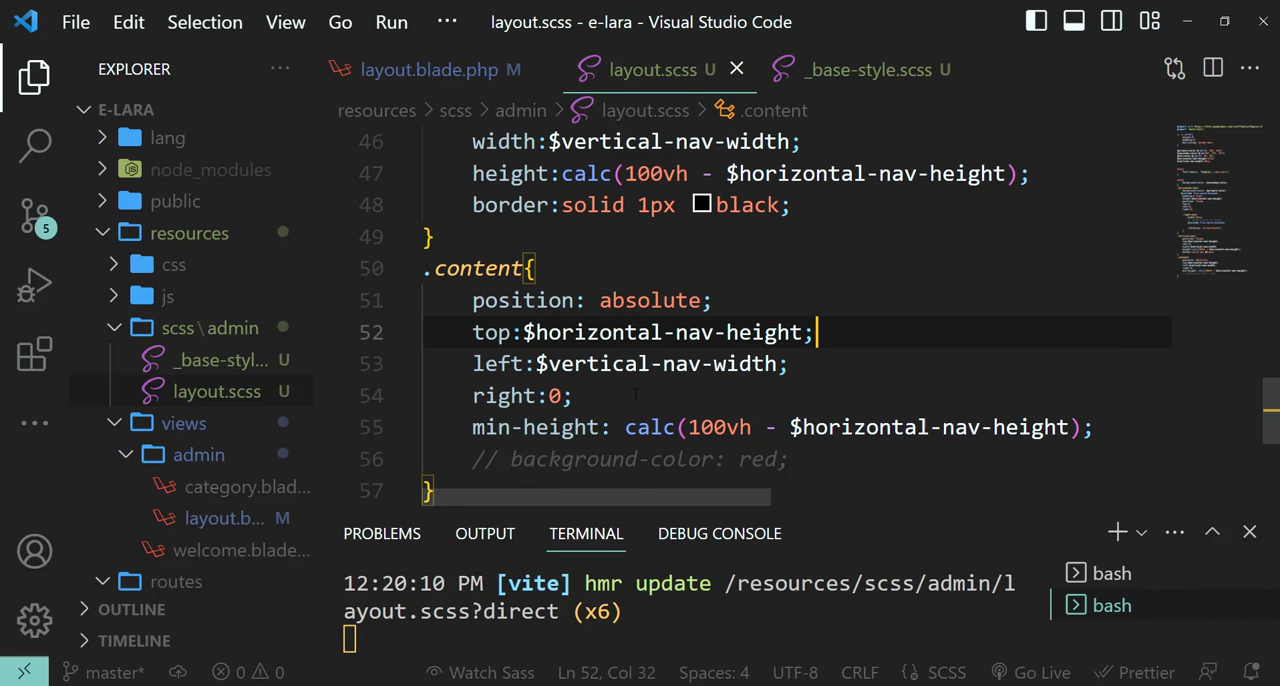 File Edit Selection View Go Run ··· layout.scss - e-lara - Visual Studio Code
EXPLORER ···
layout.blade.php M
layout.scss U
_base-style.scss U
resources > scss > admin > layout.scss > .content
E-LARA
lang
node_modules
public
resources
css
js
scss\admin
_base-styl... U
layout.scss U
views
admin
category.blad...
layout.b... M
welcome.blade...
routes
OUTLINE
TIMELINE
5
46 width:$vertical-nav-width;
47 height:calc(100vh - $horizontal-nav-height);
48 border:solid 1px black;
49 }
50 .content{
51 position: absolute;
52 top:$horizontal-nav-height;
53 left:$vertical-nav-width;
54 right:0;
55 min-height: calc(100vh - $horizontal-nav-height);
56 // background-color: red;
57 }
PROBLEMS OUTPUT TERMINAL DEBUG CONSOLE
12:20:10 PM [vite] hmr update /resources/scss/admin/l
ayout.scss?direct (x6)
bash
bash
master* 0 0 Watch Sass Ln 52, Col 32 Spaces: 4 UTF-8 CRLF SCSS Go Live Prettier